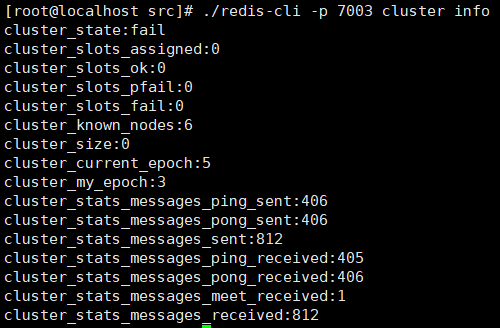 [root@localhost src]# ./redis-cli -p 7003 cluster info
cluster_state:fail
cluster_slots_assigned:0
cluster_slots_ok:0
cluster_slots_pfail:0
cluster_slots_fail:0
cluster_known_nodes:6
cluster_size:0
cluster_current_epoch:5
cluster_my_epoch:3
cluster_stats_messages_ping_sent:406
cluster_stats_messages_pong_sent:406
cluster_stats_messages_sent:812
cluster_stats_messages_ping_received:405
cluster_stats_messages_pong_received:406
cluster_stats_messages_meet_received:1
cluster_stats_messages_received:812